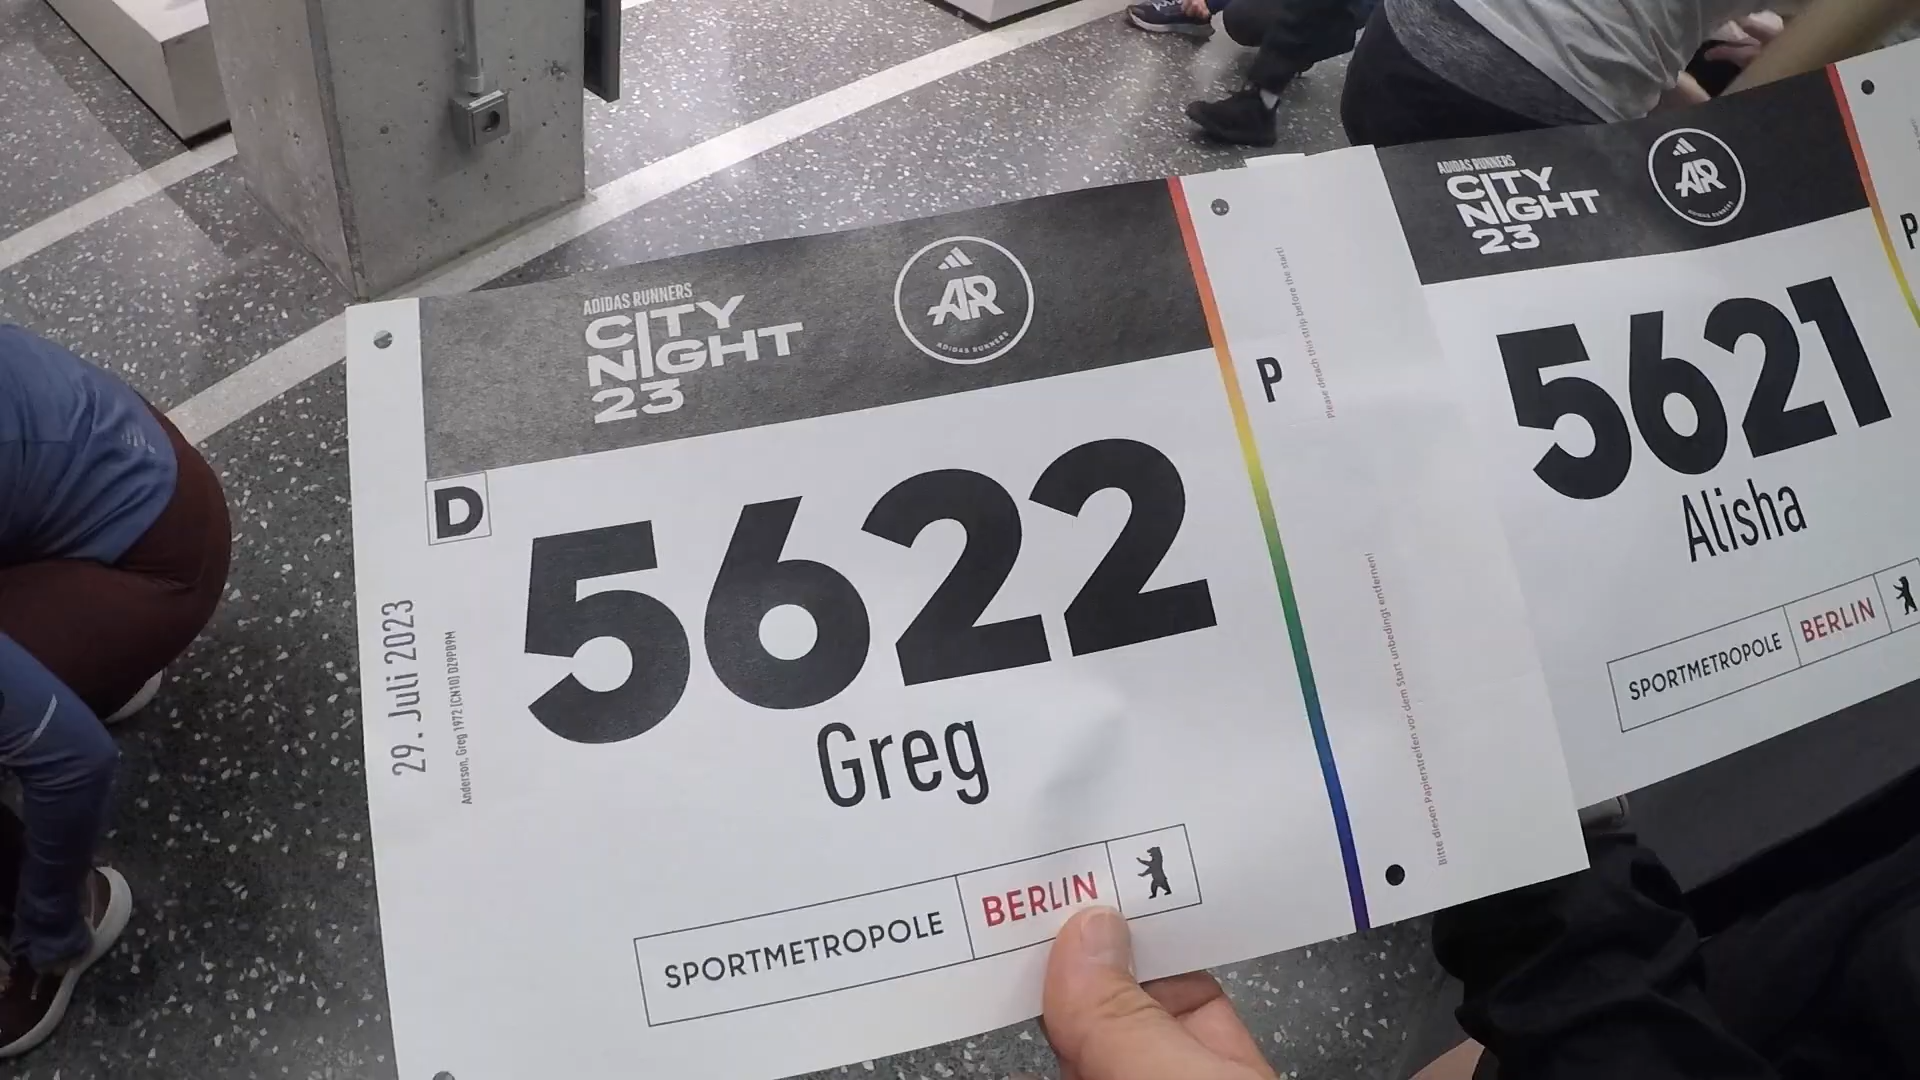 ADIDAS RUNNERS
CITY
NIGHT
23
AR
ADIDAS RUNNERS
D
5622
Greg
29. Juli 2023
Anderson, Greg 1972 [CN10] DZ9PB9M
SPORTMETROPOLE BERLIN
P
Please detach this strip before the start!
Bitte diesen Papierstreifen vor dem Start unbedingt entfernen!
ADIDAS RUNNERS
CITY
NIGHT
23
AR
ADIDAS RUNNERS
5621
Alisha
SPORTMETROPOLE BERLIN
P